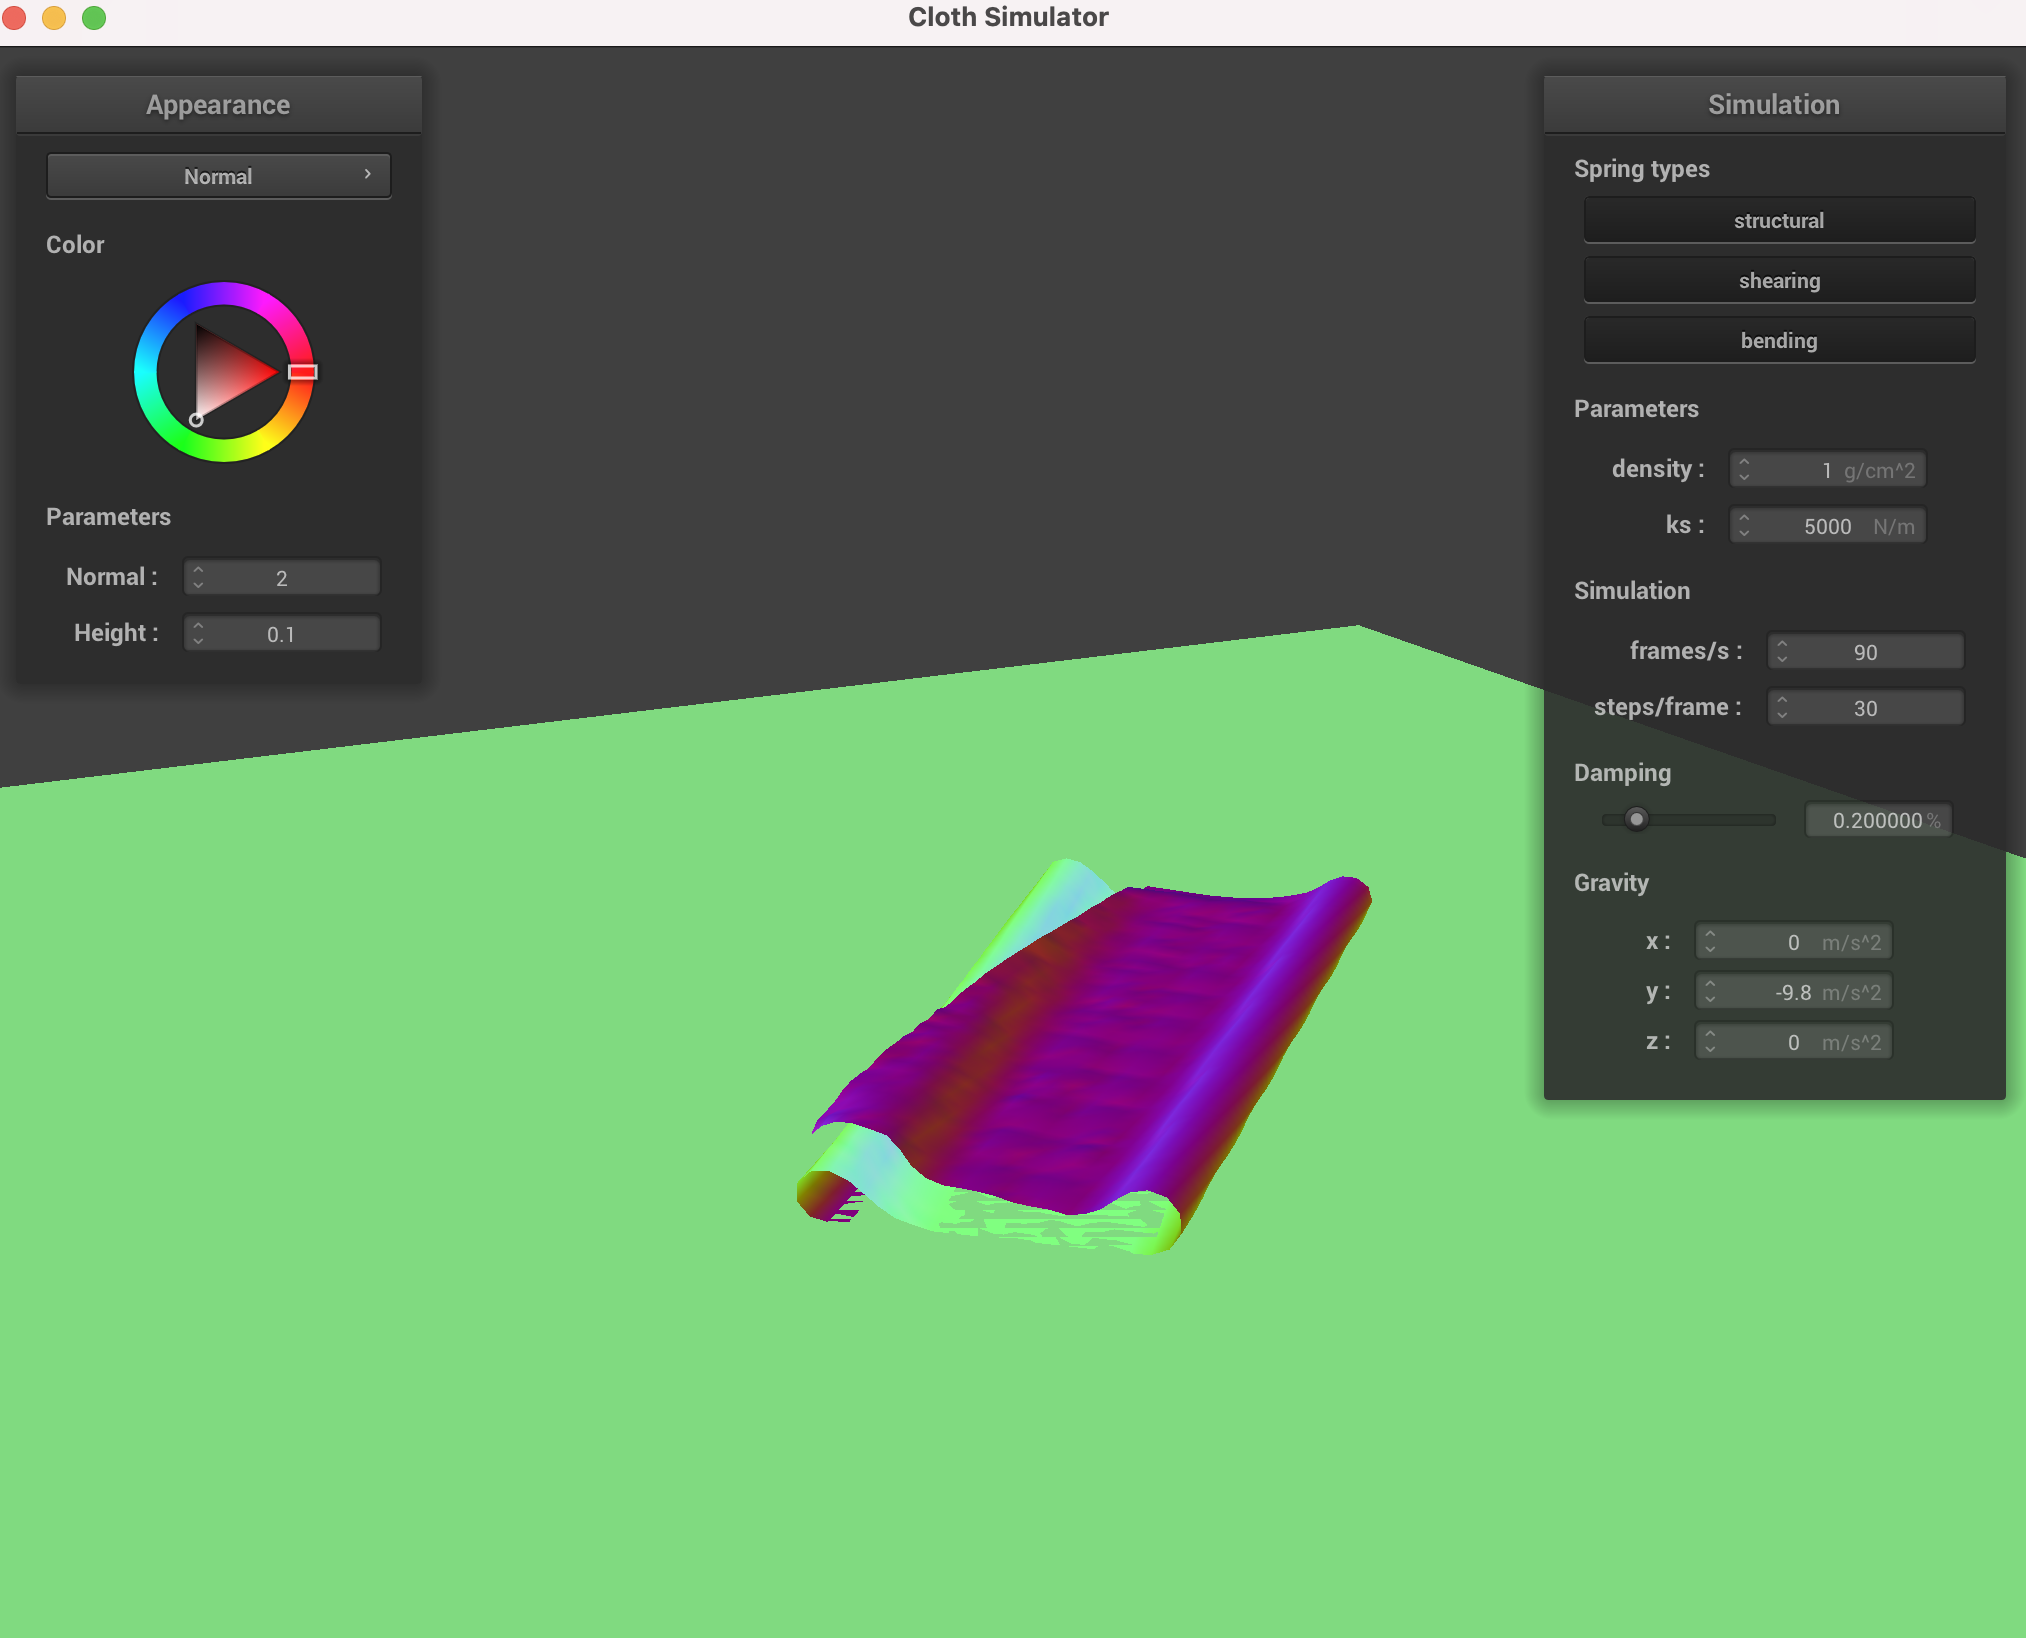 Cloth Simulator
Appearance
Normal
Color
Parameters
Normal : 2
Height : 0.1
Simulation
Spring types
structural
shearing
bending
Parameters
density : 1 g/cm^2
ks : 5000 N/m
Simulation
frames/s : 90
steps/frame : 30
Damping
0.200000 %
Gravity
x : 0 m/s^2
y : -9.8 m/s^2
z : 0 m/s^2